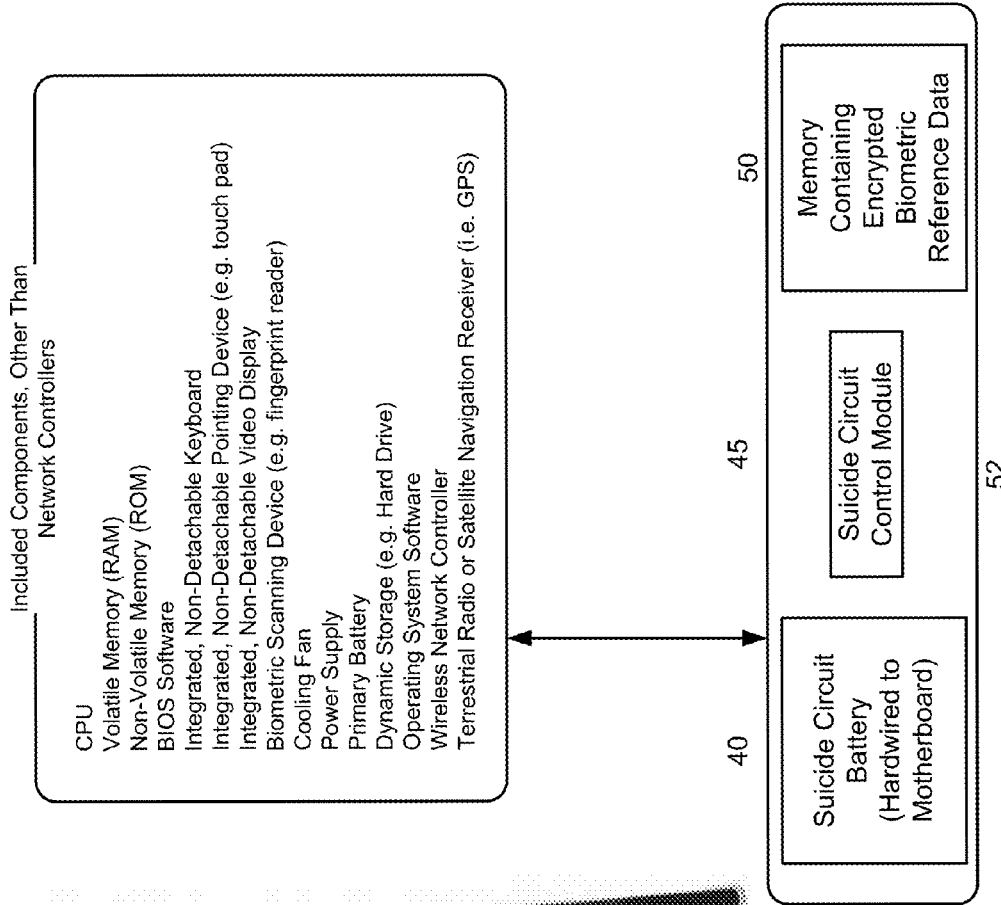 Included Components, Other Than
Network Controllers
CPU
Volatile Memory (RAM)
Non-Volatile Memory (ROM)
BIOS Software
Integrated, Non-Detachable Keyboard
Integrated, Non-Detachable Pointing Device (e.g. touch pad)
Integrated, Non-Detachable Video Display
Biometric Scanning Device (e.g. fingerprint reader)
Cooling Fan
Power Supply
Primary Battery
Dynamic Storage (e.g. Hard Drive)
Operating System Software
Wireless Network Controller
Terrestrial Radio or Satellite Navigation Receiver (i.e. GPS)
40
45
50
Suicide Circuit
Battery
(Hardwired to
Motherboard)
Suicide Circuit
Control Module
Memory
Containing
Encrypted
Biometric
Reference Data
52